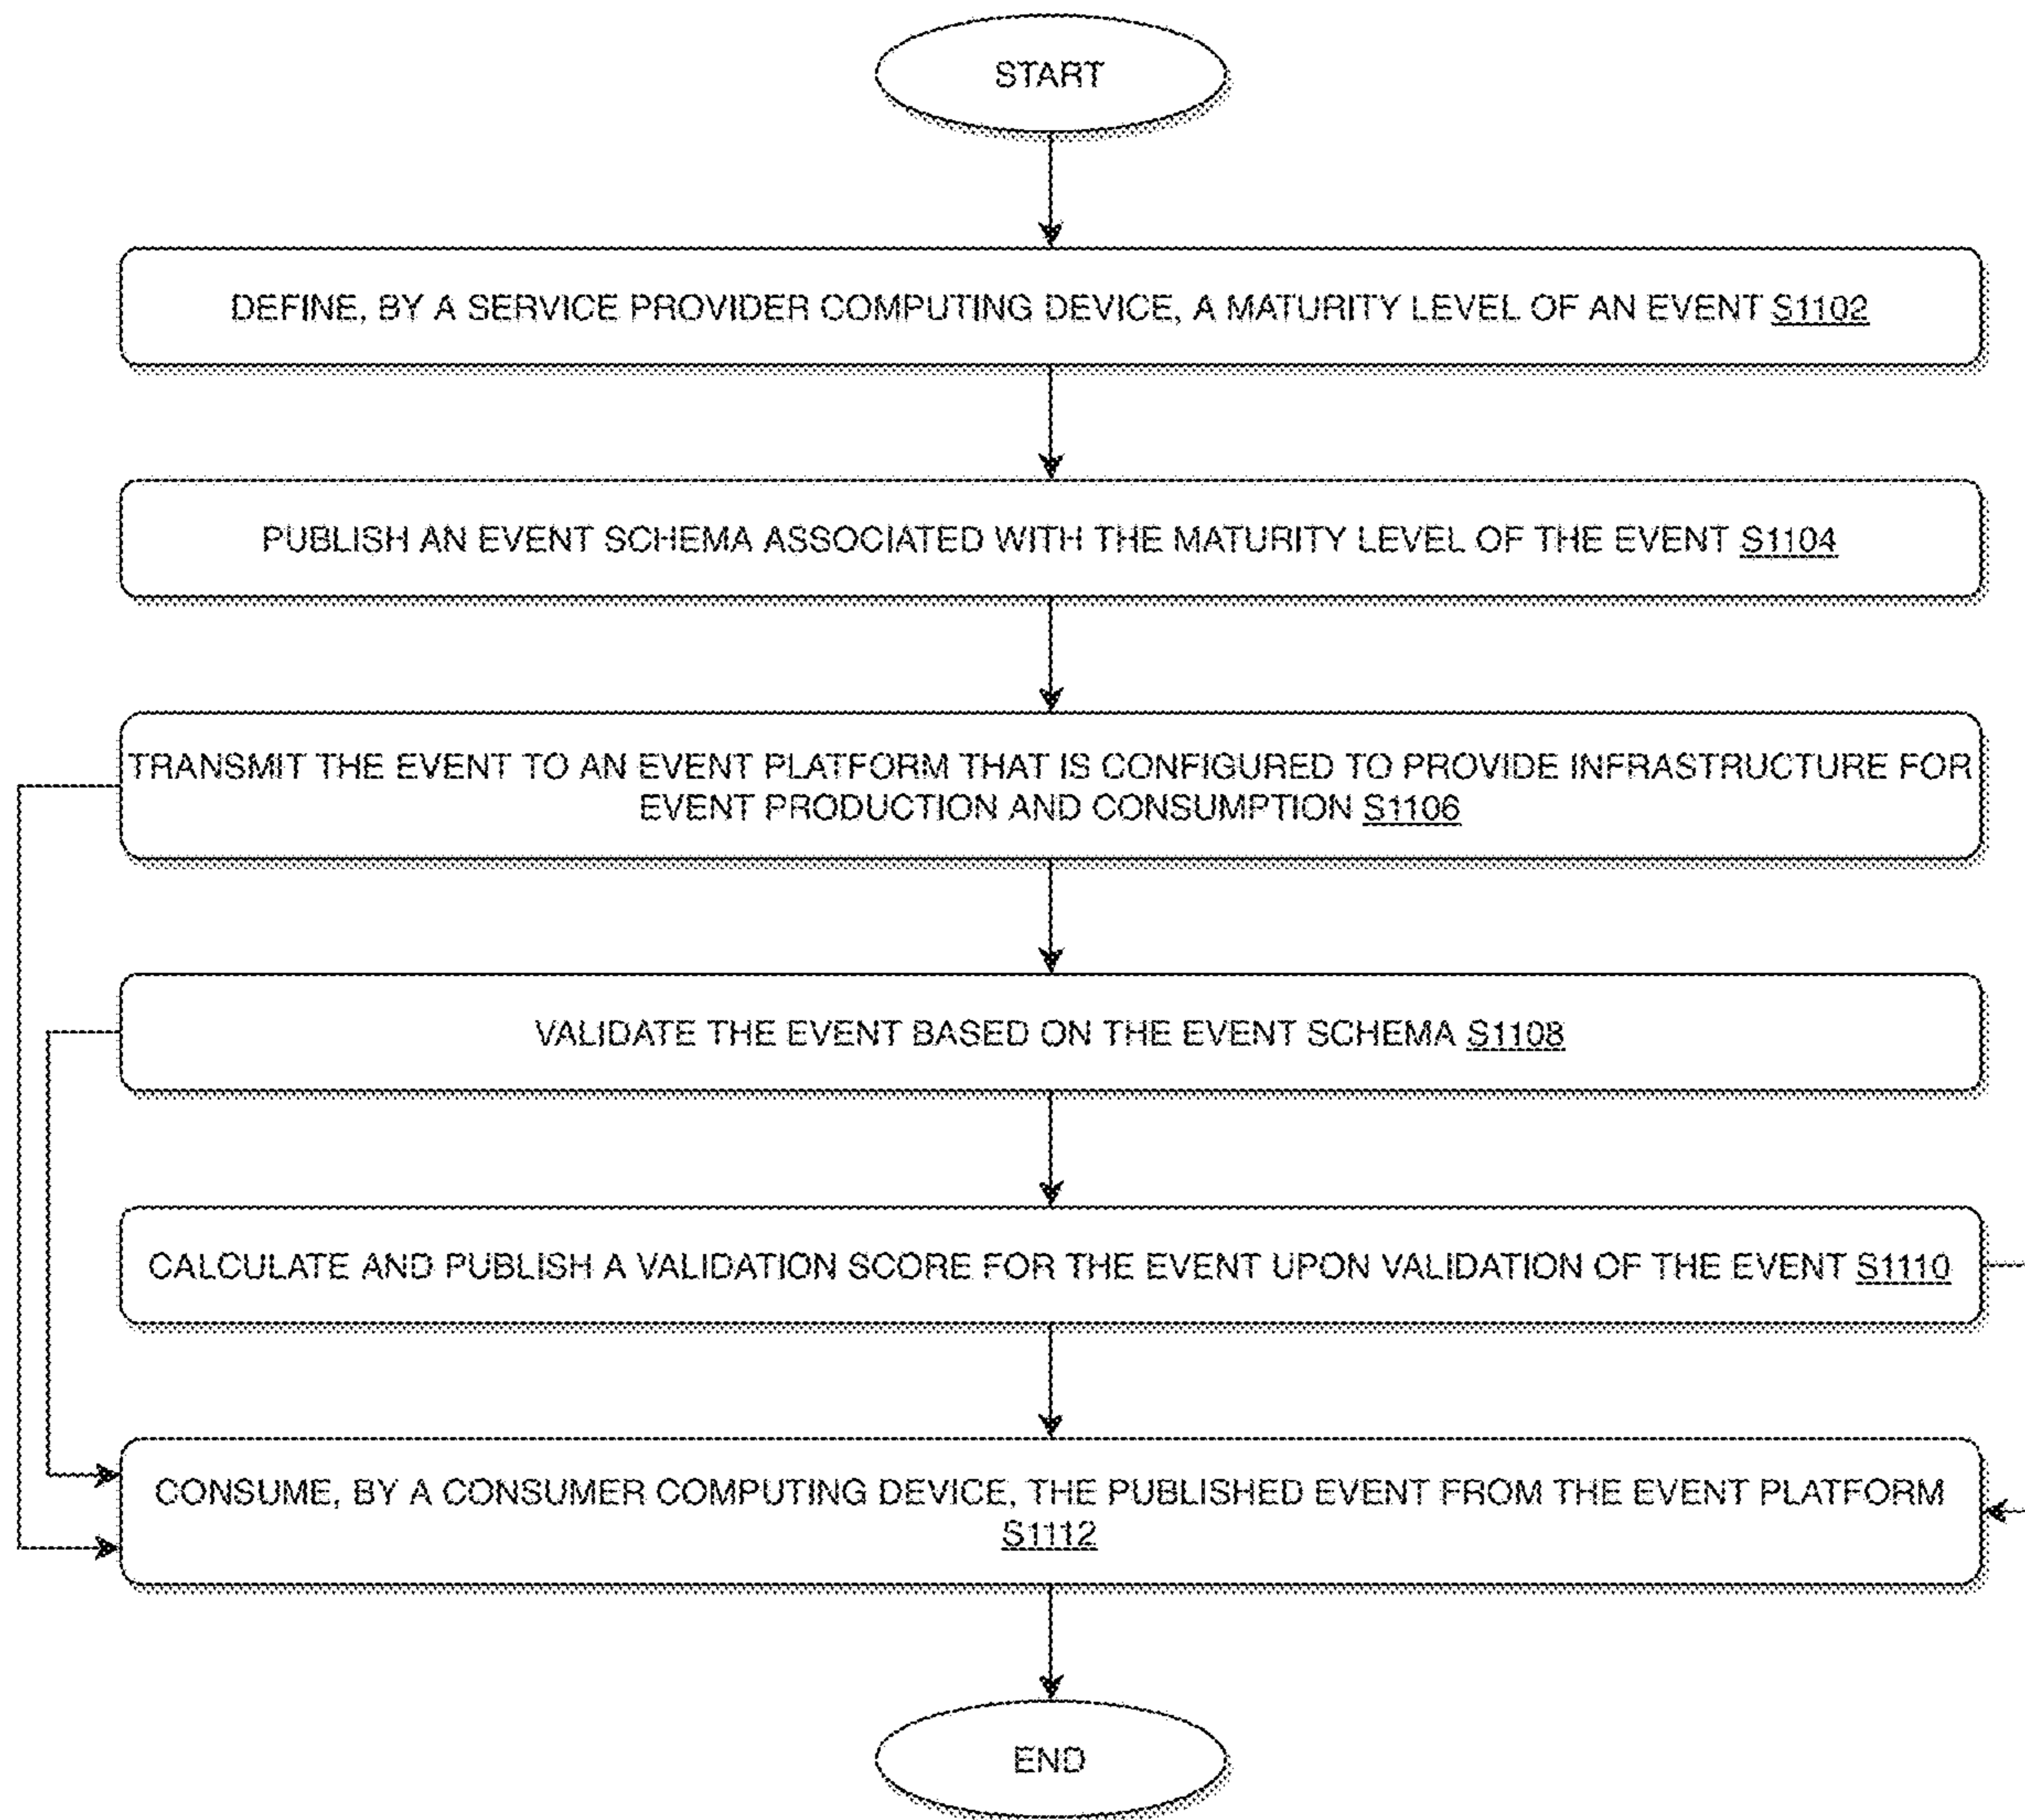 START
DEFINE, BY A SERVICE PROVIDER COMPUTING DEVICE, A MATURITY LEVEL OF AN EVENT S1102
PUBLISH AN EVENT SCHEMA ASSOCIATED WITH THE MATURITY LEVEL OF THE EVENT S1104
TRANSMIT THE EVENT TO AN EVENT PLATFORM THAT IS CONFIGURED TO PROVIDE INFRASTRUCTURE FOR
EVENT PRODUCTION AND CONSUMPTION S1106
VALIDATE THE EVENT BASED ON THE EVENT SCHEMA S1108
CALCULATE AND PUBLISH A VALIDATION SCORE FOR THE EVENT UPON VALIDATION OF THE EVENT S1110
CONSUME, BY A CONSUMER COMPUTING DEVICE, THE PUBLISHED EVENT FROM THE EVENT PLATFORM
S1112
END